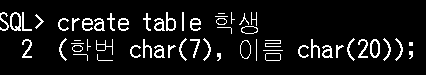 SQL> create table 학생
2 (학번 char(7), 이름 char(20));